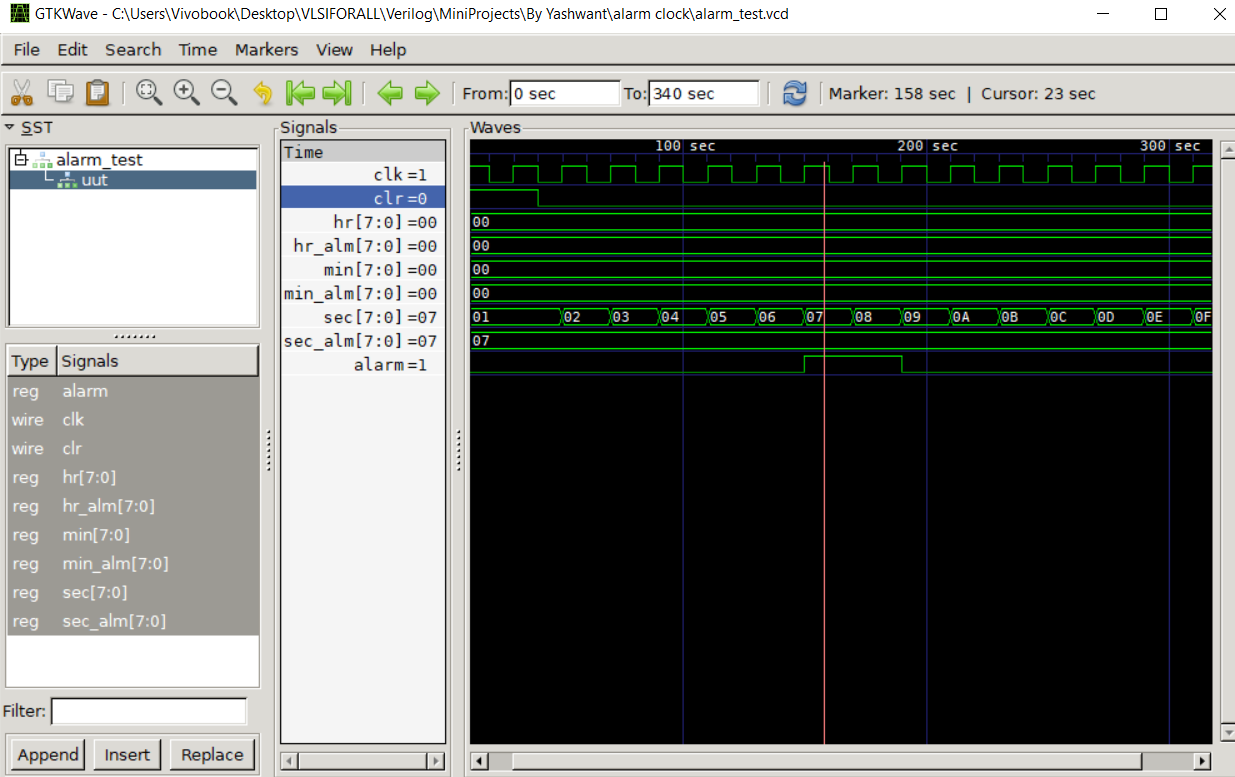 GTKWave - C:\Users\Vivobook\Desktop\VLSIFORALL\Verilog\MiniProjects\By Yashwant\alarm clock\alarm_test.vcd
File Edit Search Time Markers View Help
From: 0 sec To: 340 sec Marker: 158 sec | Cursor: 23 sec
SST
alarm_test
uut
Type Signals
reg alarm
wire clk
wire clr
reg hr[7:0]
reg hr_alm[7:0]
reg min[7:0]
reg min_alm[7:0]
reg sec[7:0]
reg sec_alm[7:0]
Filter:
Append Insert Replace
Signals
Time
clk =1
clr =0
hr[7:0] =00
hr_alm[7:0] =00
min[7:0] =00
min_alm[7:0] =00
sec[7:0] =07
sec_alm[7:0] =07
alarm =1
Waves
100 sec 200 sec 300 sec
00
00
00
00
01 02 03 04 05 06 07 08 09 0A 0B 0C 0D 0E 0F
07